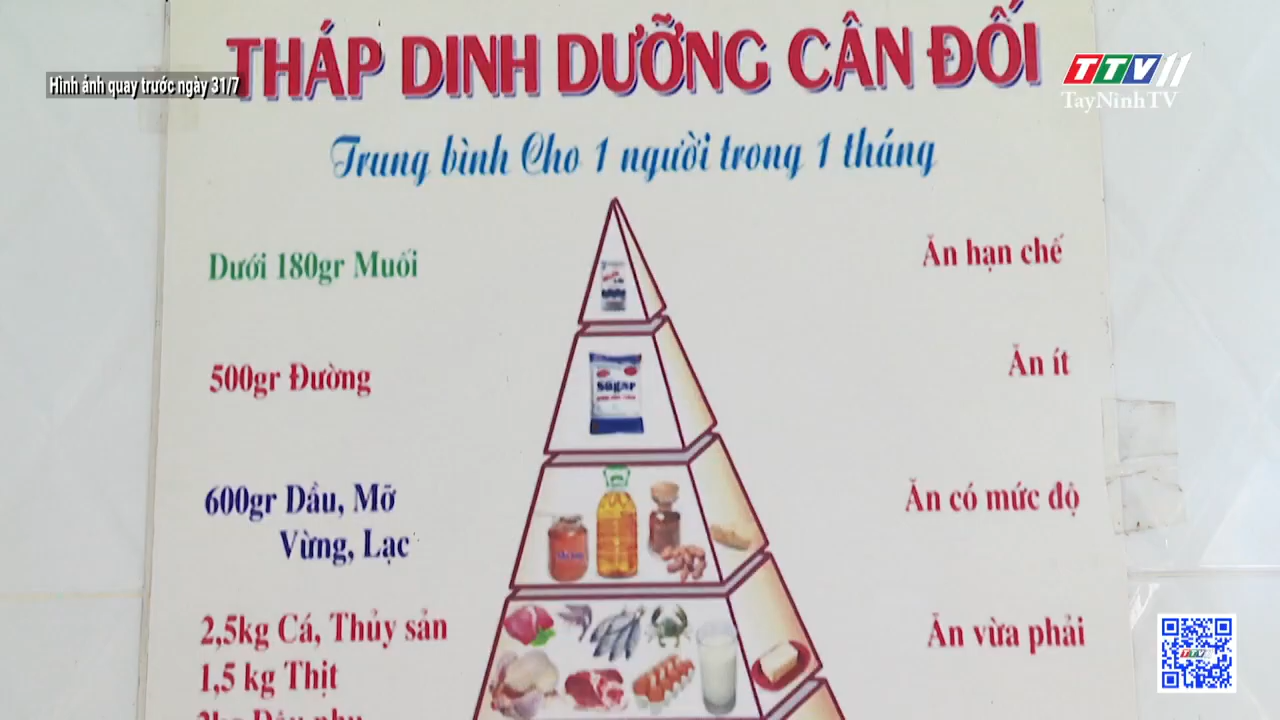 THÁP DINH DƯỠNG CÂN ĐỐI
TTV11
TayNinhTV
Hình ảnh quay trước ngày 31/7
Trung bình Cho 1 người trong 1 tháng
Dưới 180gr Muối
Ăn hạn chế
500gr Đường
Sugar
Ăn ít
600gr Dầu, Mỡ
Vừng, Lạc
Ăn có mức độ
2,5kg Cá, Thủy sản
Ăn vừa phải
1,5 kg Thịt